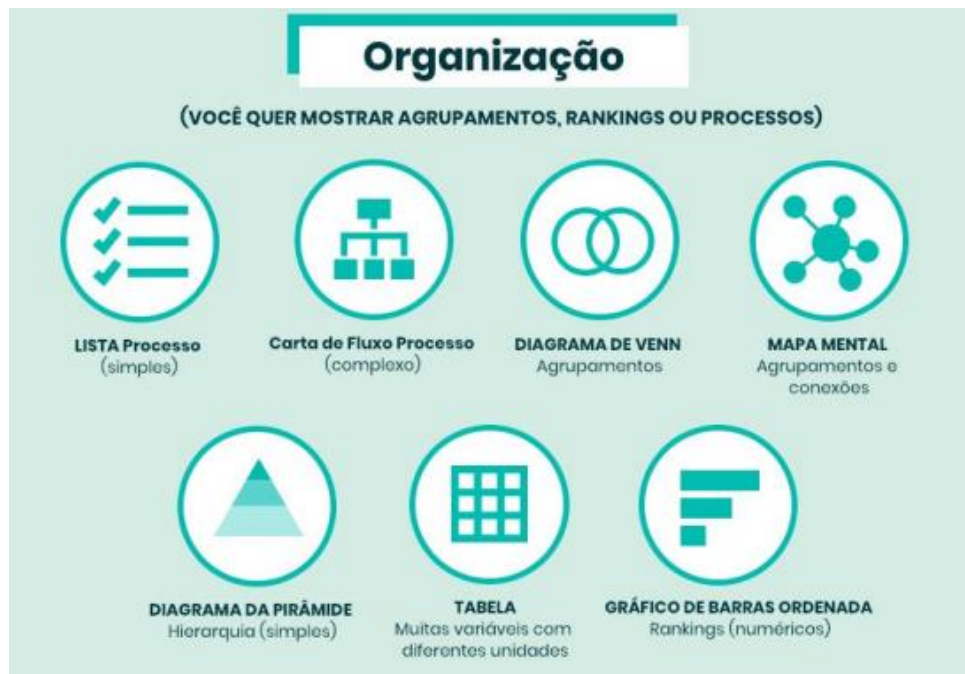 Organização
(VOCÊ QUER MOSTRAR AGRUPAMENTOS, RANKINGS OU PROCESSOS)
LISTA Processo
(simples)
Carta de Fluxo Processo
(complexo)
DIAGRAMA DE VENN
Agrupamentos
MAPA MENTAL
Agrupamentos e
conexões
DIAGRAMA DA PIRÂMIDE
Hierarquia (simples)
TABELA
Muitas variáveis com
diferentes unidades
GRÁFICO DE BARRAS ORDENADA
Rankings (numéricos)